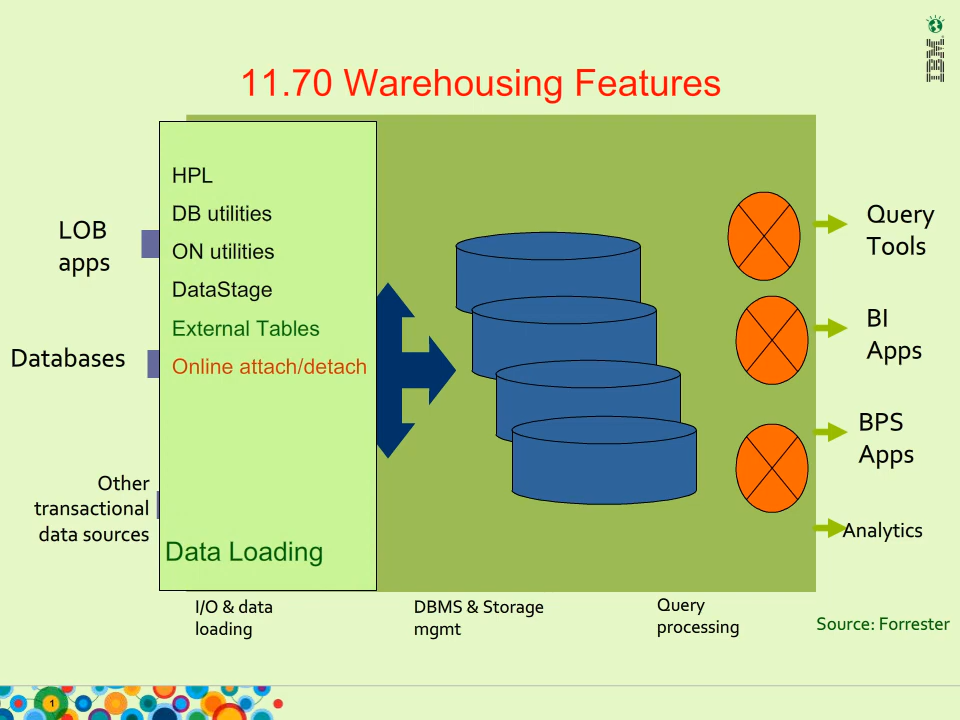 IBM
11.70 Warehousing Features
HPL
DB utilities
ON utilities
DataStage
External Tables
Online attach/detach
Data Loading
LOB
apps
Databases
Other
transactional
data sources
Query
Tools
BI
Apps
BPS
Apps
Analytics
I/O & data
loading
DBMS & Storage
mgmt
Query
processing
Source: Forrester
1